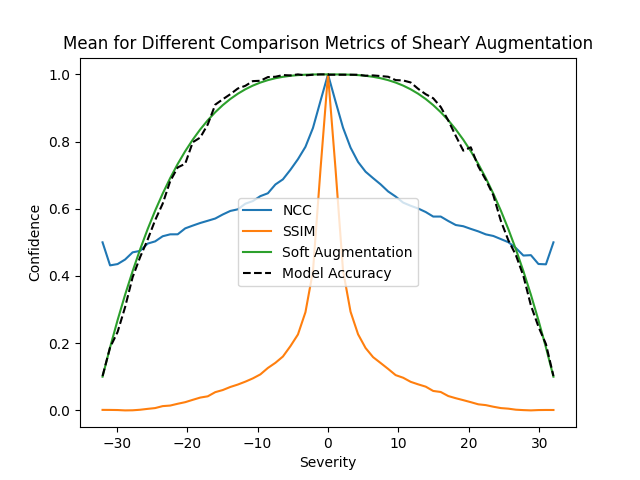 Mean for Different Comparison Metrics of ShearY Augmentation
1.0
0.8
0.6
0.4
0.2
0.0
Confidence
NCC
SSIM
Soft Augmentation
Model Accuracy
−30 −20 −10 0 10 20 30
Severity